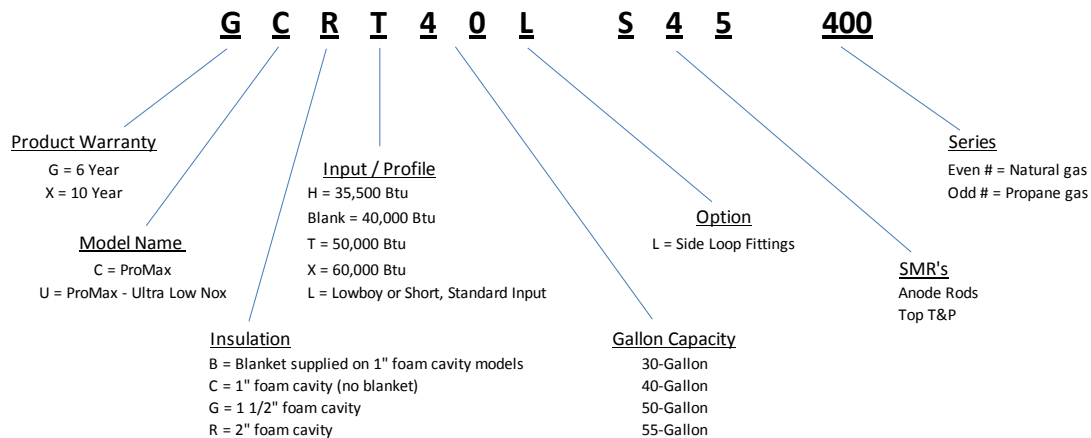 G C R T 4 0 L S 4 5 400
Product Warranty
G = 6 Year
X = 10 Year
Model Name
C = ProMax
U = ProMax - Ultra Low Nox
Insulation
B = Blanket supplied on 1" foam cavity models
C = 1" foam cavity (no blanket)
G = 1 1/2" foam cavity
R = 2" foam cavity
Input / Profile
H = 35,500 Btu
Blank = 40,000 Btu
T = 50,000 Btu
X = 60,000 Btu
L = Lowboy or Short, Standard Input
Gallon Capacity
30-Gallon
40-Gallon
50-Gallon
55-Gallon
Option
L = Side Loop Fittings
SMR's
Anode Rods
Top T&P
Series
Even # = Natural gas
Odd # = Propane gas